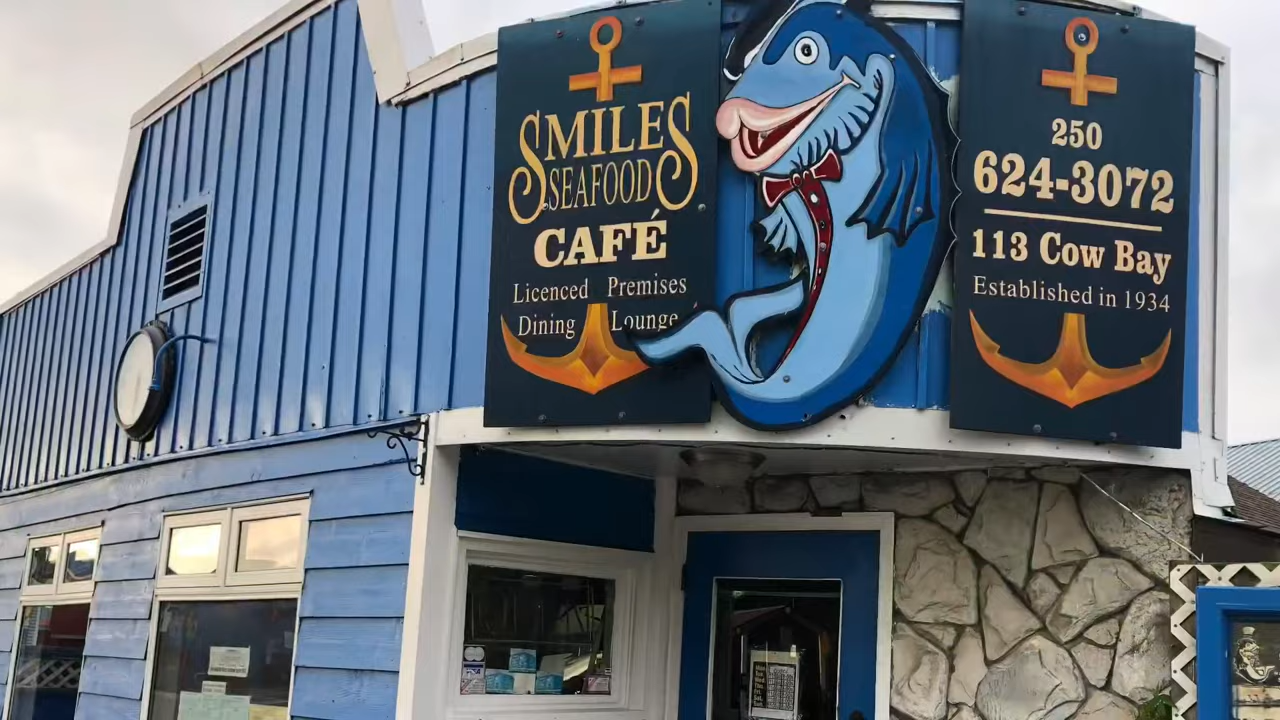 SMILES
SEAFOOD
CAFÉ
Licenced Premises
Dining Lounge
250
624-3072
113 Cow Bay
Established in 1934